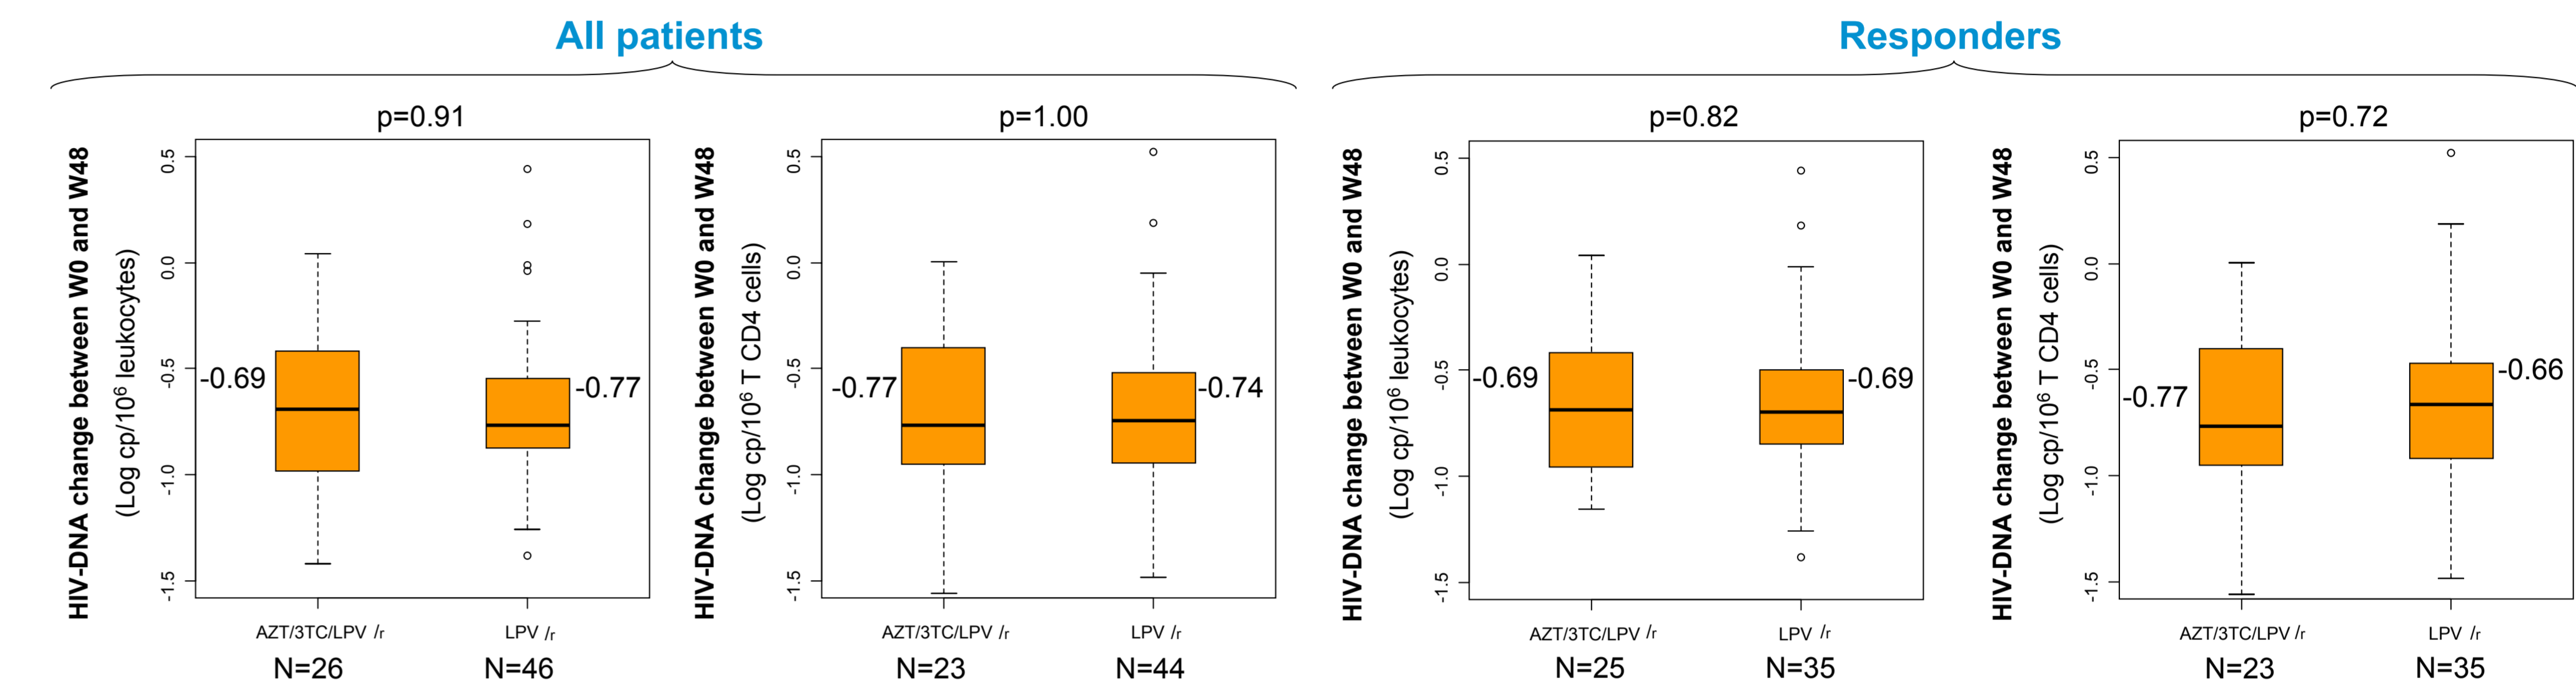 All patients
Responders
p=0.91
p=1.00
p=0.82
p=0.72
HIV-DNA change between W0 and W48
(Log cp/10⁶ leukocytes)
0.5
0.0
-0.5
-1.0
-1.5
-0.69
-0.77
AZT/3TC/LPV /r
LPV /r
N=26
N=46
HIV-DNA change between W0 and W48
(Log cp/10⁶ T CD4 cells)
0.5
0.0
-0.5
-1.0
-1.5
-0.77
-0.74
AZT/3TC/LPV /r
LPV /r
N=23
N=44
HIV-DNA change between W0 and W48
(Log cp/10⁶ leukocytes)
0.5
0.0
-0.5
-1.0
-1.5
-0.69
-0.69
AZT/3TC/LPV /r
LPV /r
N=25
N=35
HIV-DNA change between W0 and W48
(Log cp/10⁶ T CD4 cells)
0.5
0.0
-0.5
-1.0
-1.5
-0.77
-0.66
AZT/3TC/LPV /r
LPV /r
N=23
N=35